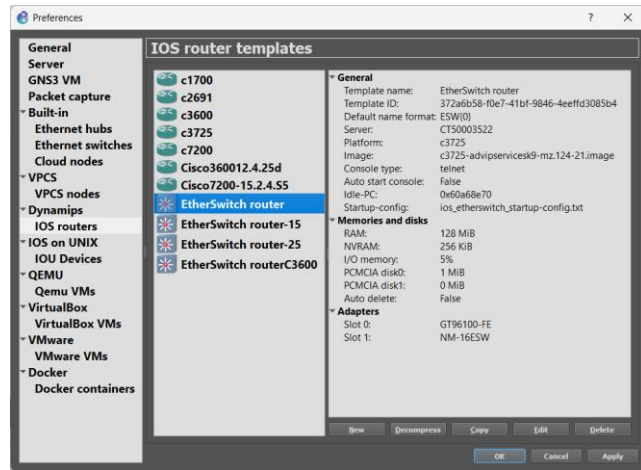 Preferences
? ×
General
Server
GNS3 VM
Packet capture
Built-in
Ethernet hubs
Ethernet switches
Cloud nodes
VPCS
VPCS nodes
Dynamips
IOS routers
IOS on UNIX
IOU Devices
QEMU
Qemu VMs
VirtualBox
VirtualBox VMs
VMware
VMware VMs
Docker
Docker containers
IOS router templates
c1700
c2691
c3600
c3725
c7200
Cisco360012.4.25d
Cisco7200-15.2.4.S5
EtherSwitch router
EtherSwitch router-15
EtherSwitch router-25
EtherSwitch routerC3600
General
Template name: EtherSwitch router
Template ID: 372a6b58-f0e7-41bf-9846-4eeffd3085b4
Default name format: ESW{0}
Server: CT50003522
Platform: c3725
Image: c3725-advipservicesk9-mz.124-21.image
Console type: telnet
Auto start console: False
Idle-PC: 0x60a68e70
Startup-config: ios_etherswitch_startup-config.txt
Memories and disks
RAM: 128 MiB
NVRAM: 256 KiB
I/O memory: 5%
PCMCIA disk0: 1 MiB
PCMCIA disk1: 0 MiB
Auto delete: False
Adapters
Slot 0: GT96100-FE
Slot 1: NM-16ESW
New Decompress Copy Edit Delete
OK Cancel Apply